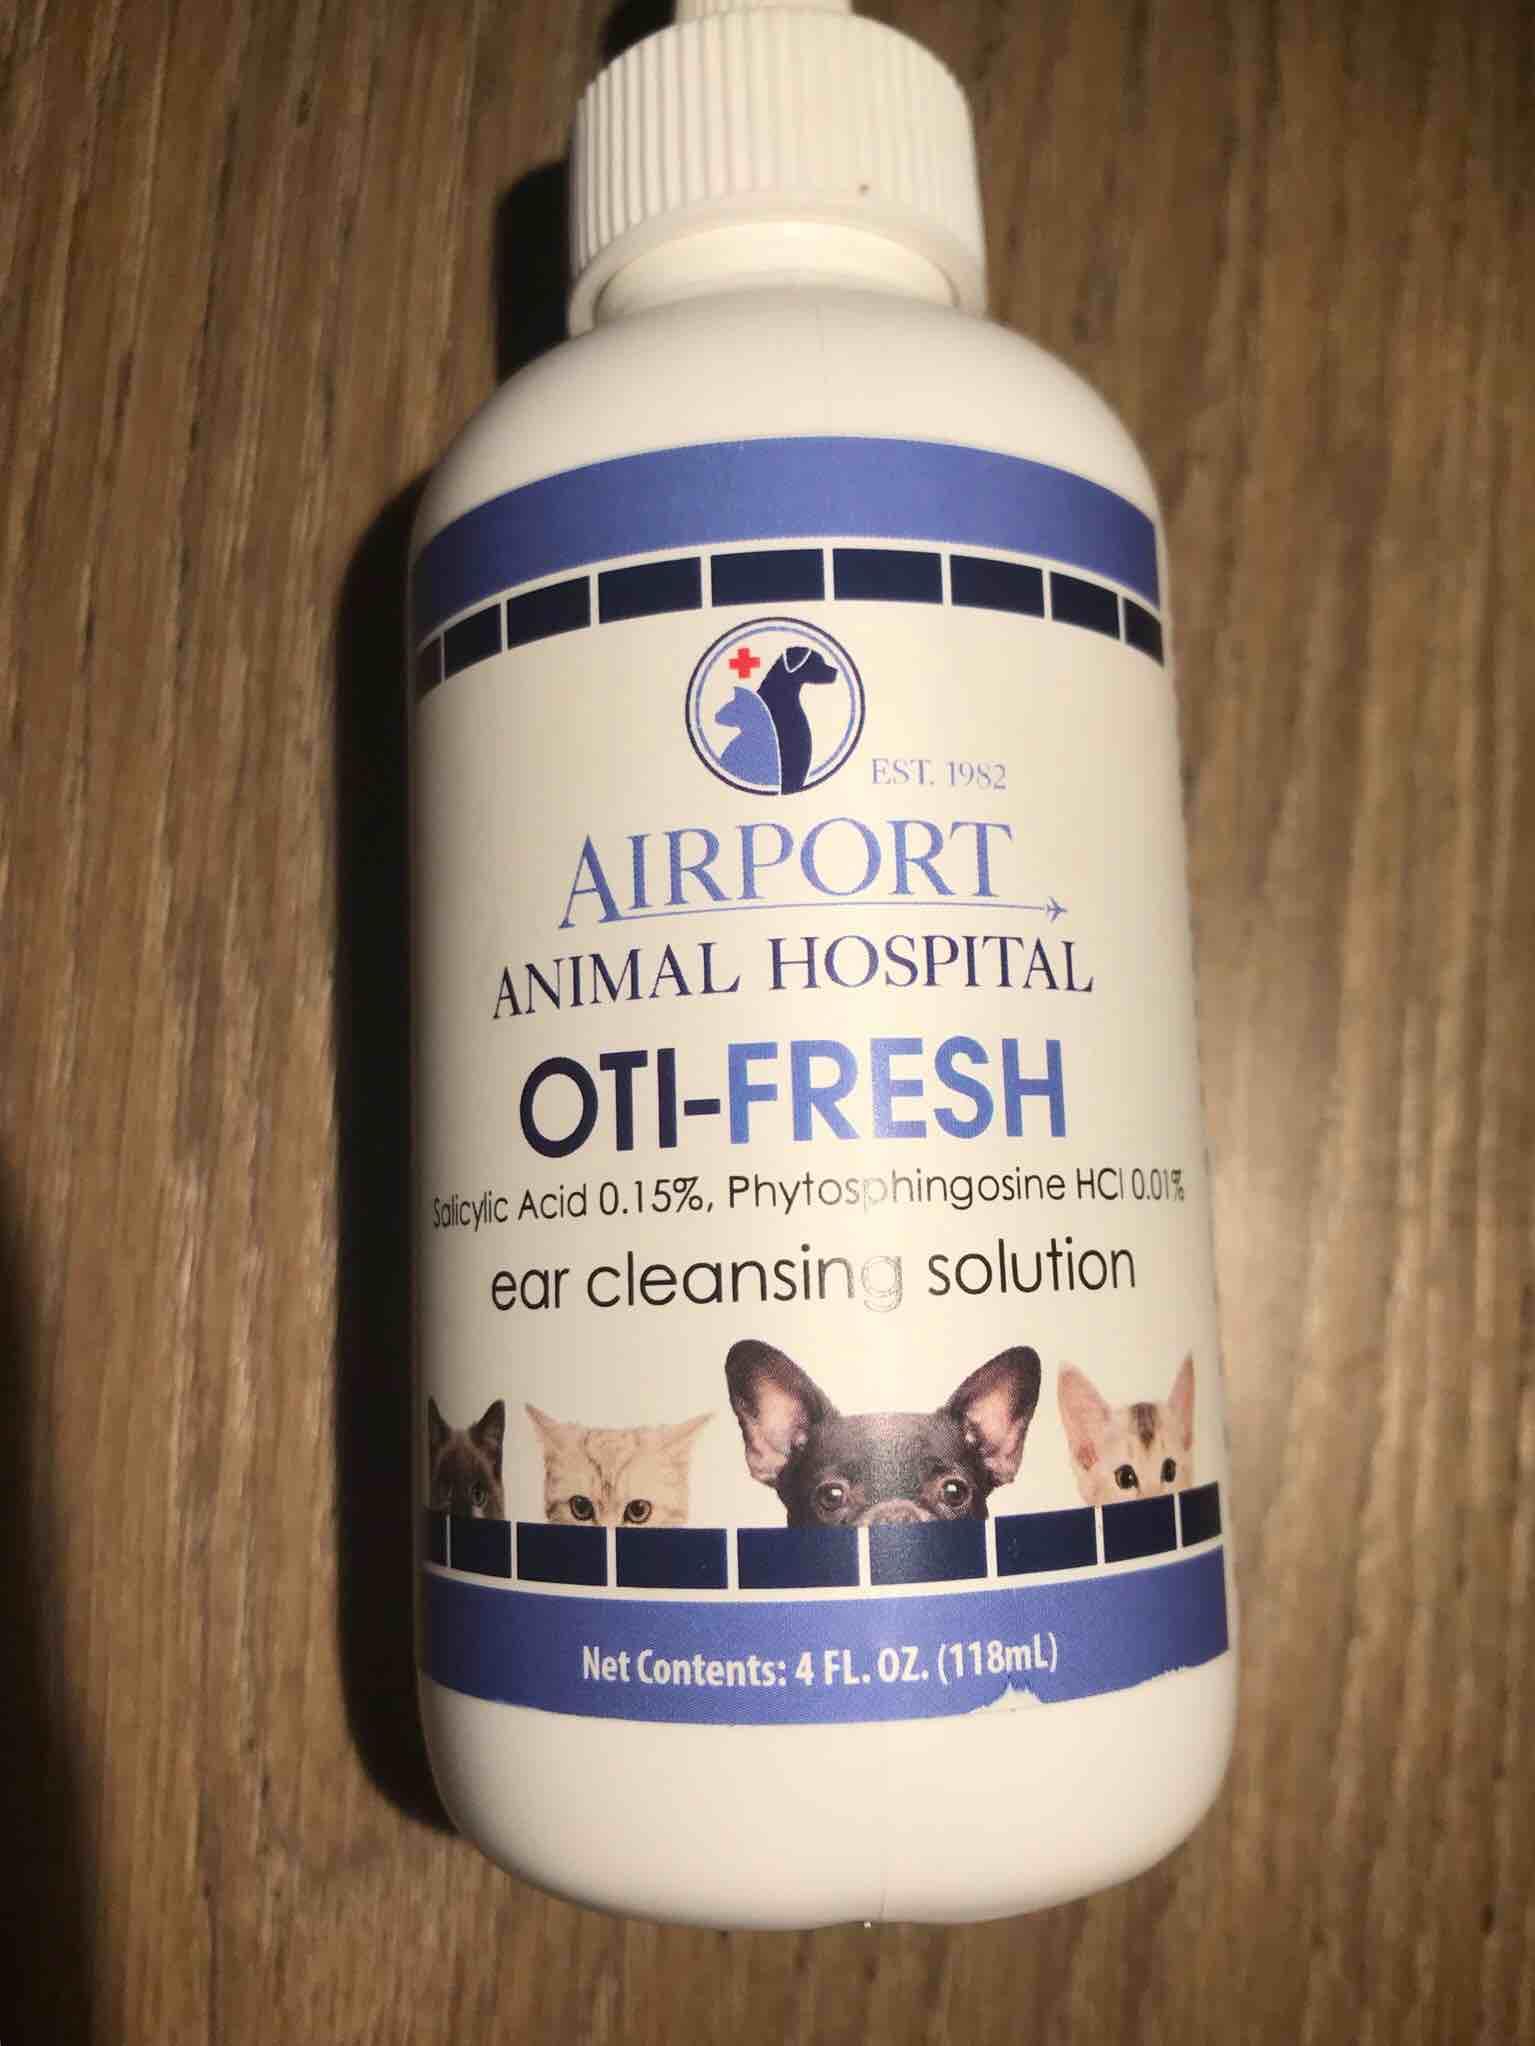 EST. 1982
AIRPORT
ANIMAL HOSPITAL
OTI-FRESH
Salicylic Acid 0.15%, Phytosphingosine HCl 0.01%
ear cleansing solution
Net Contents: 4 FL. OZ. (118mL)